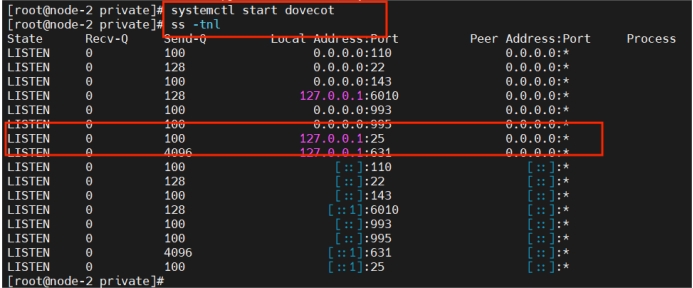 [root@node-2 private]# systemctl start dovecot
[root@node-2 private]# ss -tnl
State Recv-Q Send-Q Local Address:Port Peer Address:Port Process
LISTEN 0 100 0.0.0.0:110 0.0.0.0:*
LISTEN 0 128 0.0.0.0:22 0.0.0.0:*
LISTEN 0 100 0.0.0.0:143 0.0.0.0:*
LISTEN 0 128 127.0.0.1:6010 0.0.0.0:*
LISTEN 0 100 0.0.0.0:993 0.0.0.0:*
LISTEN 0 100 0.0.0.0:995 0.0.0.0:*
LISTEN 0 100 127.0.0.1:25 0.0.0.0:*
LISTEN 0 4096 127.0.0.1:631 0.0.0.0:*
LISTEN 0 100 [::]:110 [::]:*
LISTEN 0 128 [::]:22 [::]:*
LISTEN 0 100 [::]:143 [::]:*
LISTEN 0 128 [::1]:6010 [::]:*
LISTEN 0 100 [::]:993 [::]:*
LISTEN 0 100 [::]:995 [::]:*
LISTEN 0 4096 [::1]:631 [::]:*
LISTEN 0 100 [::1]:25 [::]:*
[root@node-2 private]#